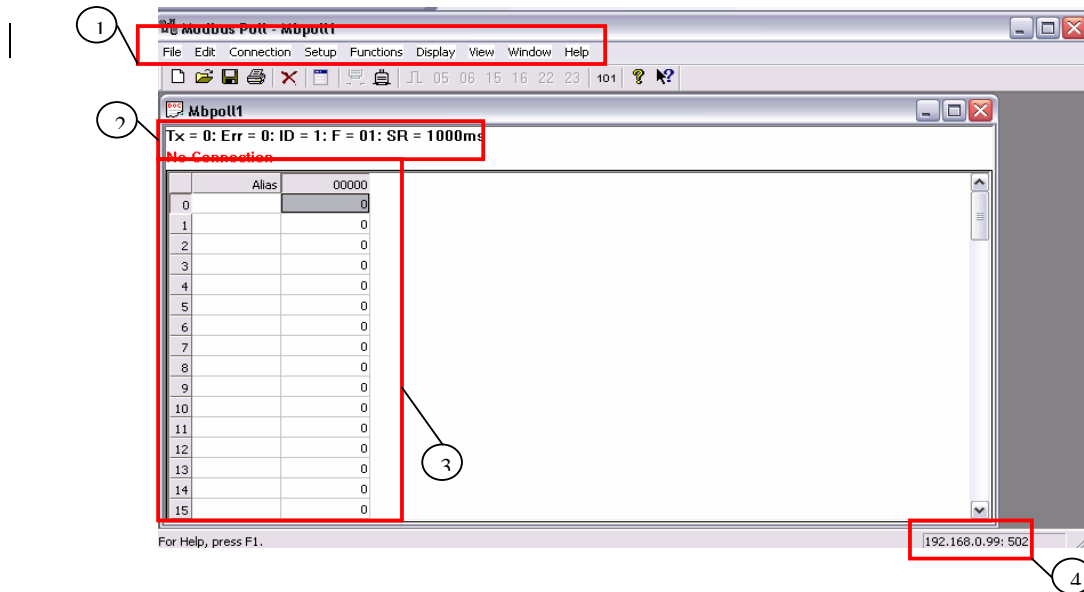 1
Modbus Poll - Mbpoll1
File Edit Connection Setup Functions Display View Window Help
05 06 15 16 22 23 101
Mbpoll1
2
Tx = 0: Err = 0: ID = 1: F = 01: SR = 1000ms
No Connection
Alias 00000
0 0
1 0
2 0
3 0
4 0
5 0
6 0
7 0
8 0
9 0
10 0
11 0
12 0
3
13 0
14 0
15 0
For Help, press F1.
192.168.0.99: 502
4